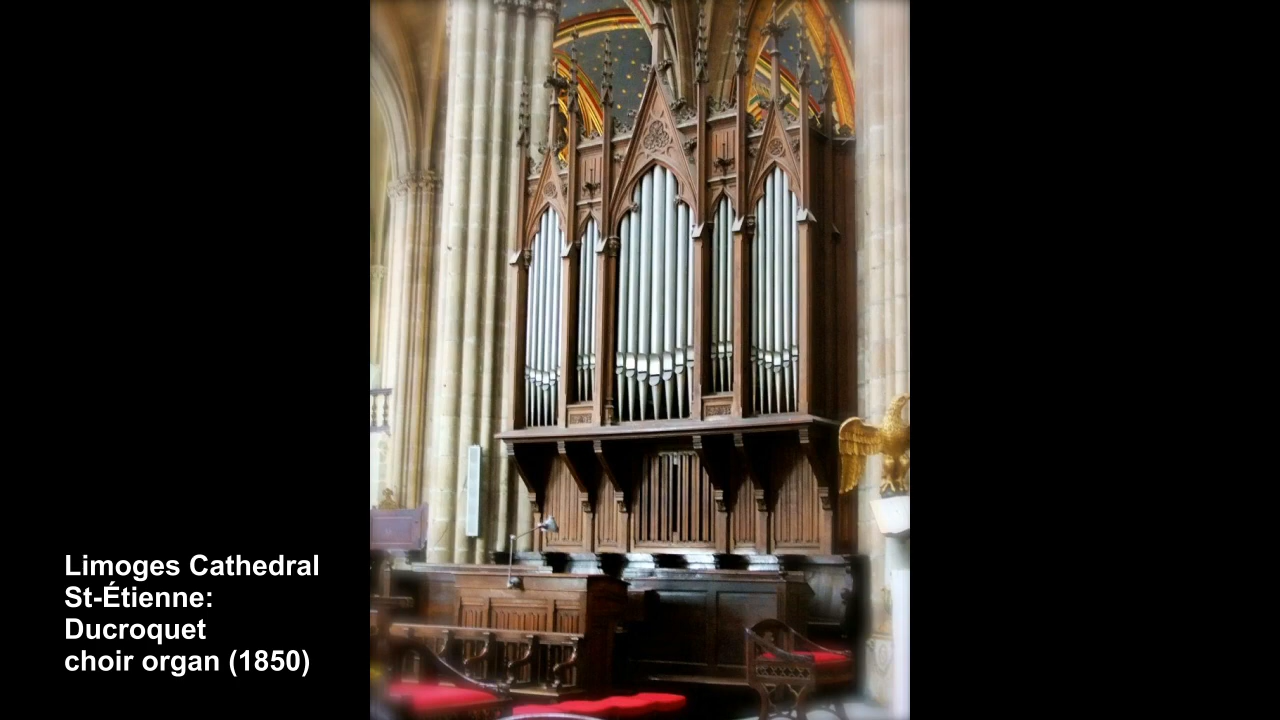 Limoges Cathedral
St-Étienne:
Ducroquet
choir organ (1850)